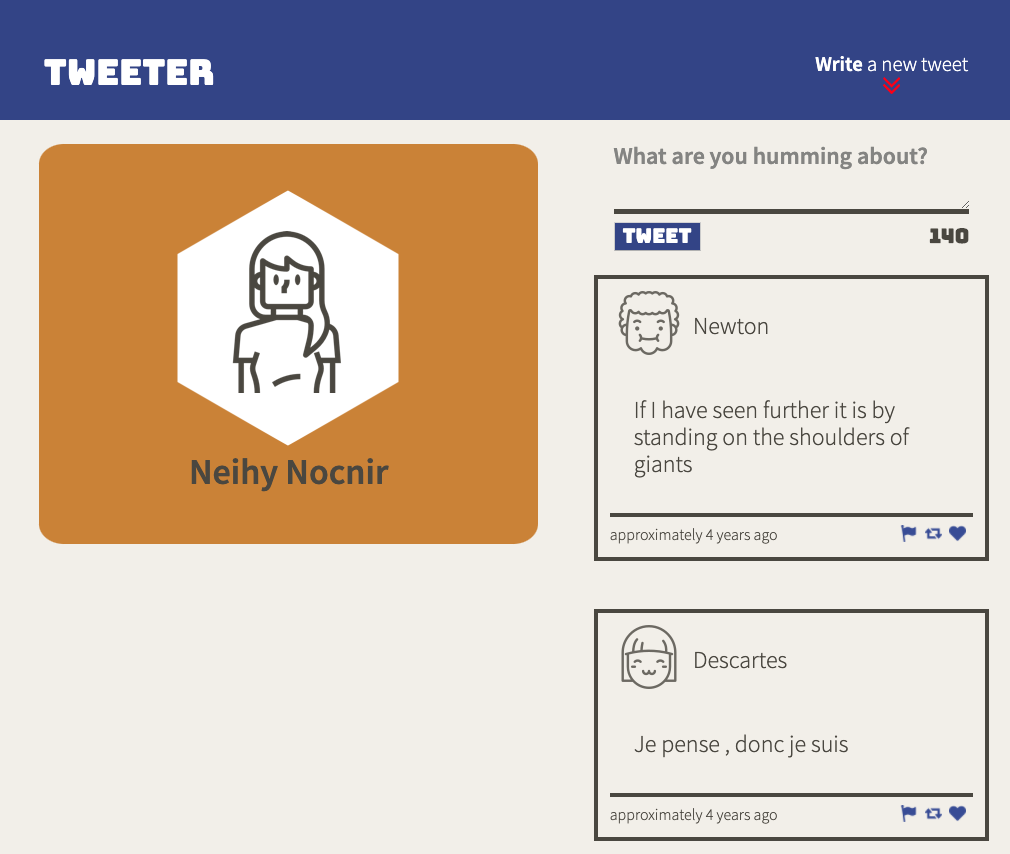 TWEETER
Write a new tweet
Neihy Nocnir
What are you humming about?
TWEET
140
Newton
If I have seen further it is by
standing on the shoulders of
giants
approximately 4 years ago
Descartes
Je pense , donc je suis
approximately 4 years ago